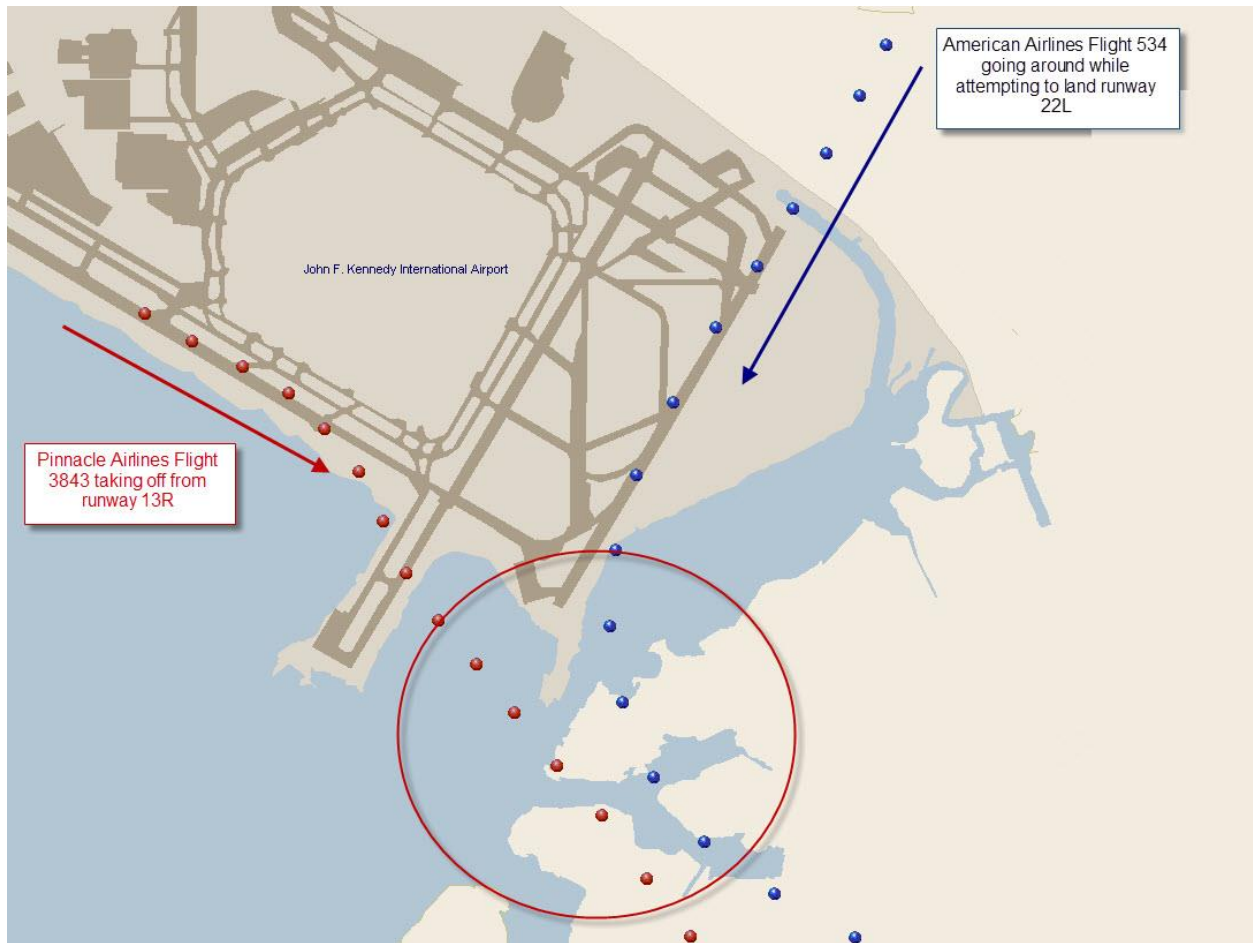 American Airlines Flight 534
going around while
attempting to land runway
22L
John F. Kennedy International Airport
Pinnacle Airlines Flight
3843 taking off from
runway 13R